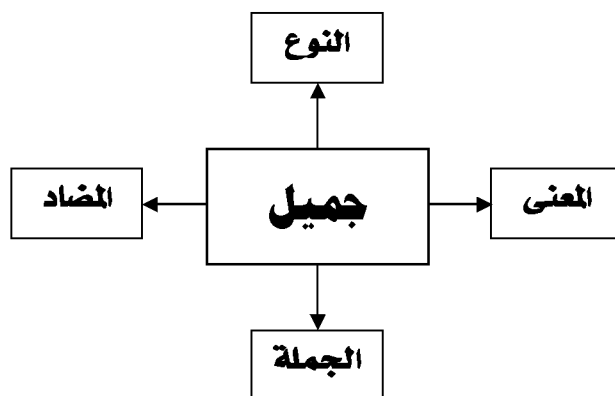 النوع
المعنى
جميل
المضاد
الجملة